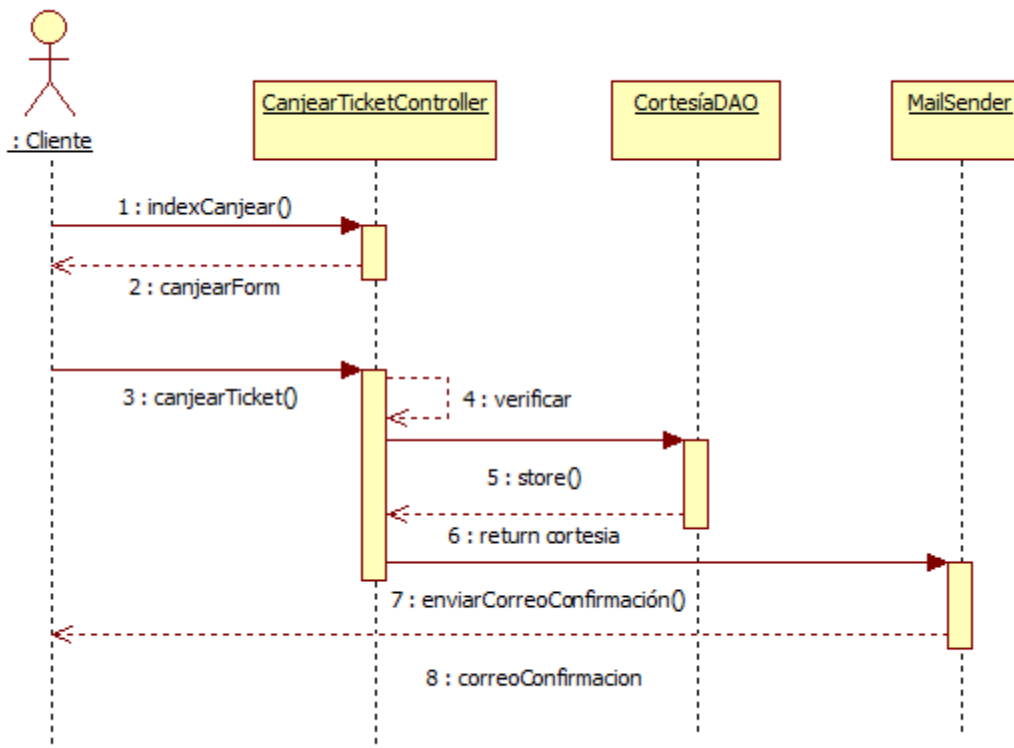 : Cliente
CanjearTicketController
CortesíaDAO
MailSender
1 : indexCanjear()
2 : canjearForm
3 : canjearTicket()
4 : verificar
5 : store()
6 : return cortesia
7 : enviarCorreoConfirmación()
8 : correoConfirmacion